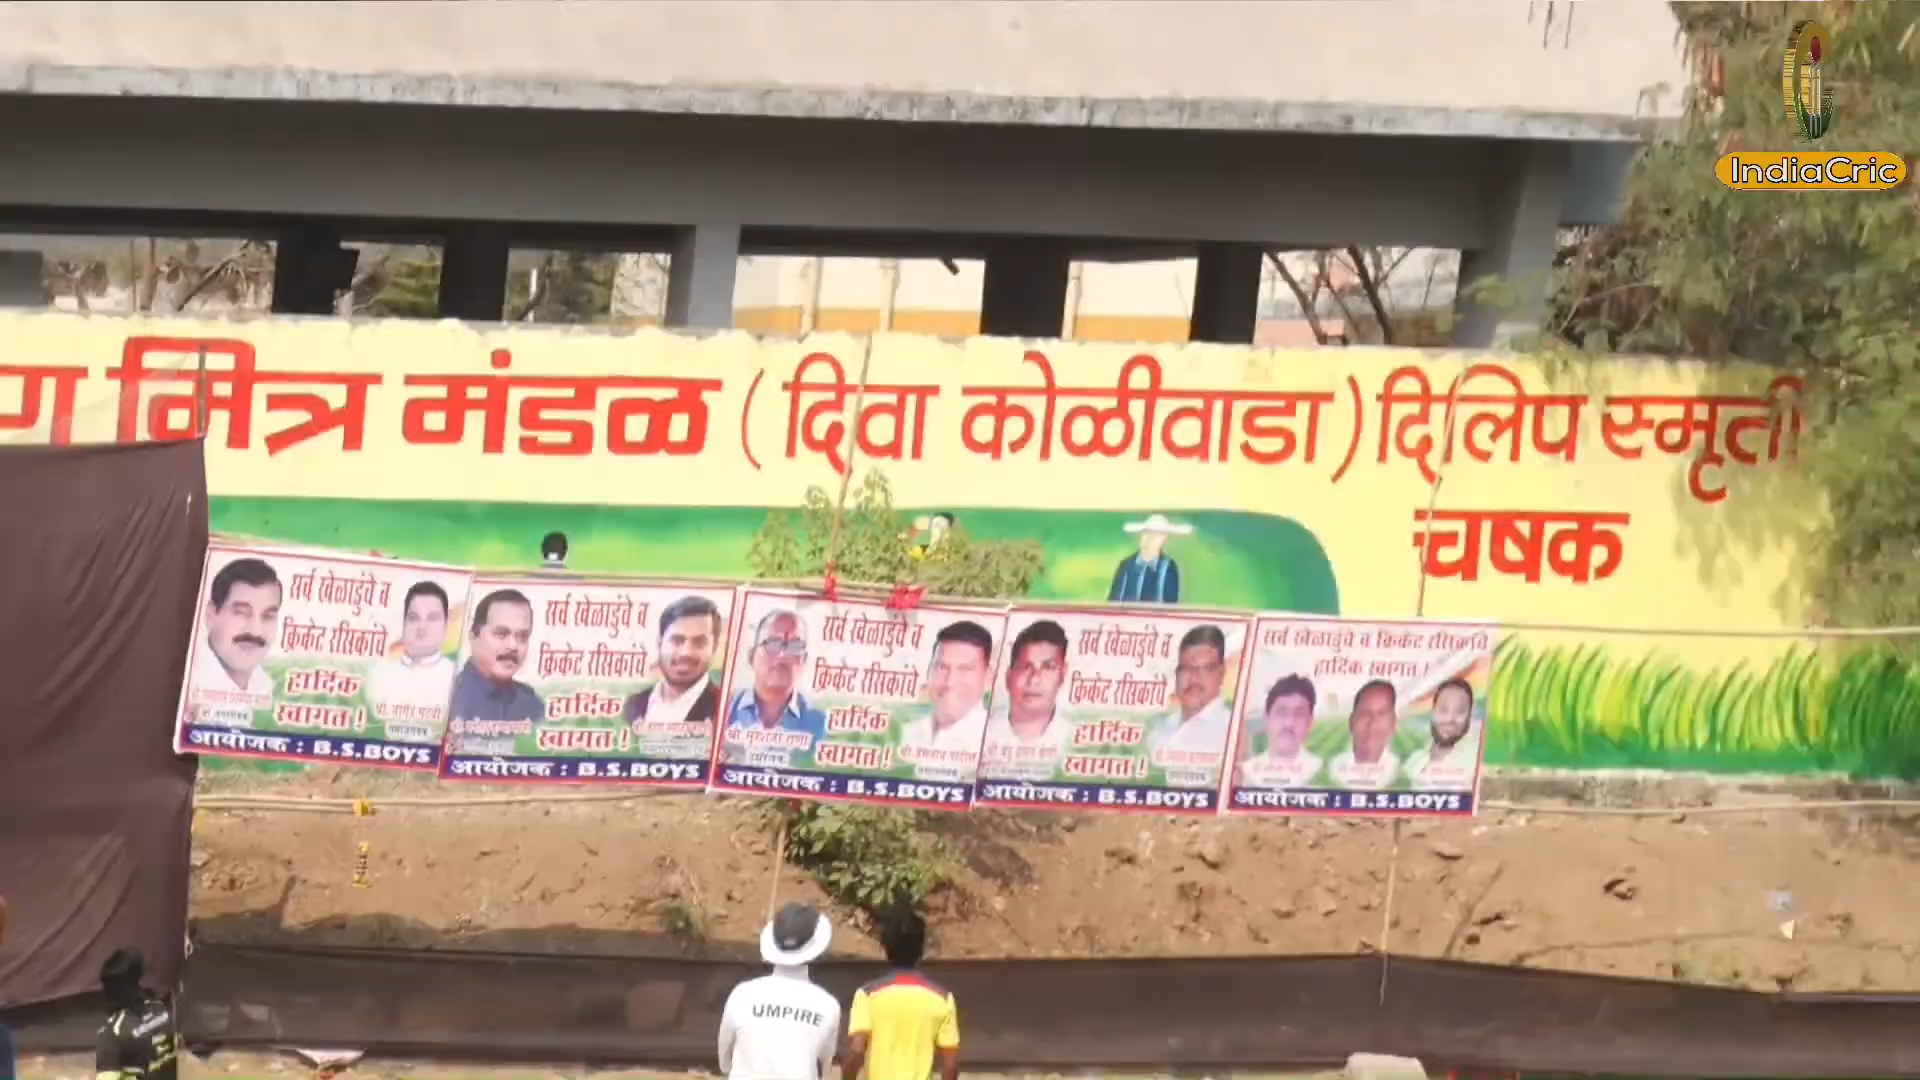 IndiaCric
मित्र मंडळ ( दिवा कोळीवाडा ) दिलिप स्मृती
चषक
सर्व खेळाडुंचे व
क्रिकेट रसिकांचे
हार्दिक
स्वागत !
आयोजक : B.S.BOYS
सर्व खेळाडुंचे व
क्रिकेट रसिकांचे
हार्दिक
स्वागत !
आयोजक : B.S.BOYS
सर्व खेळाडुंचे व
क्रिकेट रसिकांचे
हार्दिक
स्वागत !
आयोजक : B.S.BOYS
सर्व खेळाडुंचे व
क्रिकेट रसिकांचे
हार्दिक
स्वागत !
आयोजक : B.S.BOYS
सर्व खेळाडुंचे व क्रिकेट रसिकांचे
हार्दिक स्वागत !
आयोजक : B.S.BOYS
UMPIRE